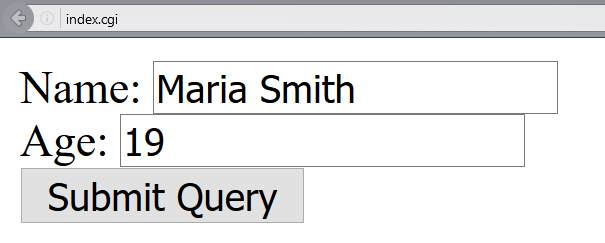 index.cgi
Name: Maria Smith
Age: 19
Submit Query